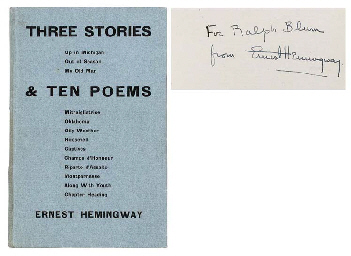 THREE STORIES
Up in Michigan
Out of Season
My Old Man
& TEN POEMS
Mitraigliatrice
Oklahoma
Oily Weather
Roosevelt
Captives
Champs d'Honneur
Riparto d'Assalto
Montparnasse
Along With Youth
Chapter Heading
ERNEST HEMINGWAY
For Ralph Blum
from Ernest Hemingway